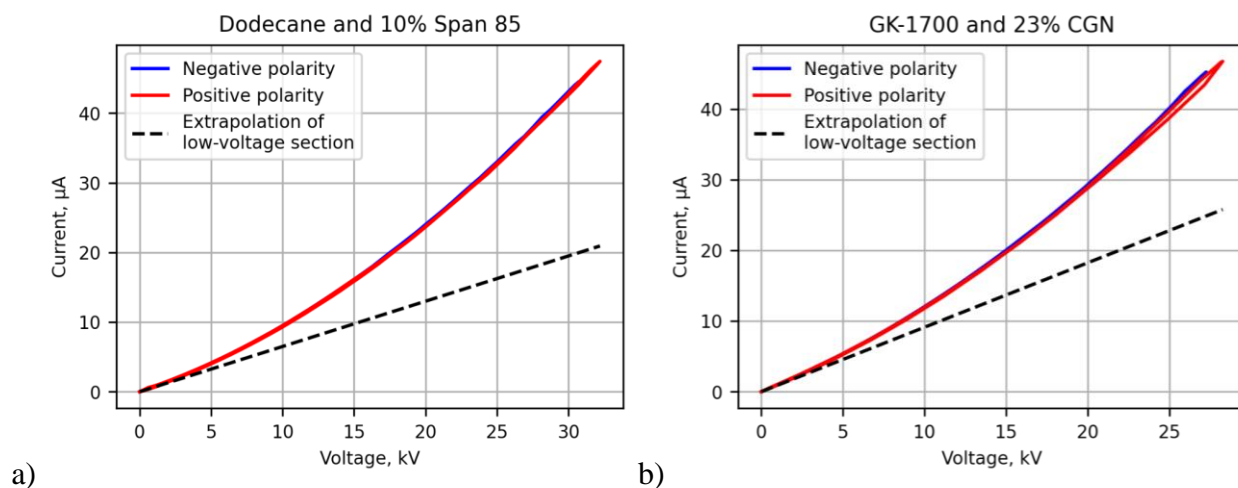 Dodecane and 10% Span 85
Negative polarity
Positive polarity
Extrapolation of
low-voltage section
Current, µA
40
30
20
10
0
0 5 10 15 20 25 30
Voltage, kV
a)
GK-1700 and 23% CGN
Negative polarity
Positive polarity
Extrapolation of
low-voltage section
Current, µA
40
30
20
10
0
0 5 10 15 20 25
Voltage, kV
b)